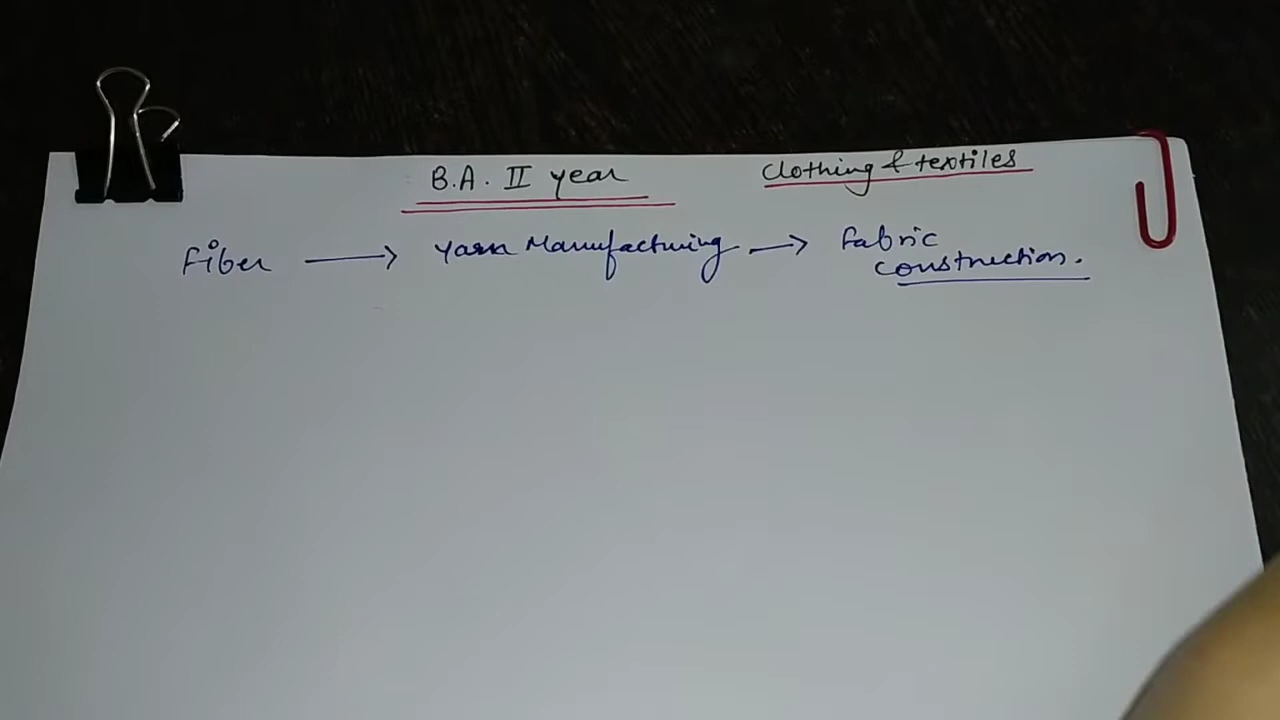 B.A. II year
Clothing & textiles
Fiber → Yarn Manufacturing → Fabric
construction.